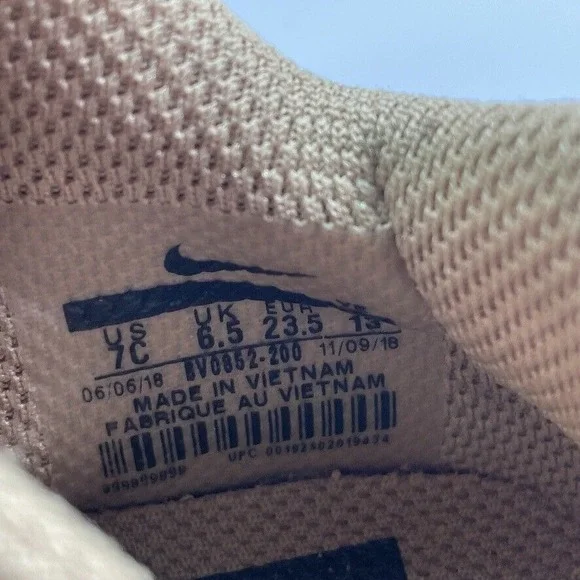 US UK EUR
7C 6.5 23.5 13
06/06/18 BV0852-200 11/09/18
MADE IN VIETNAM
FABRIQUE AU VIETNAM
UPC 00192502019424